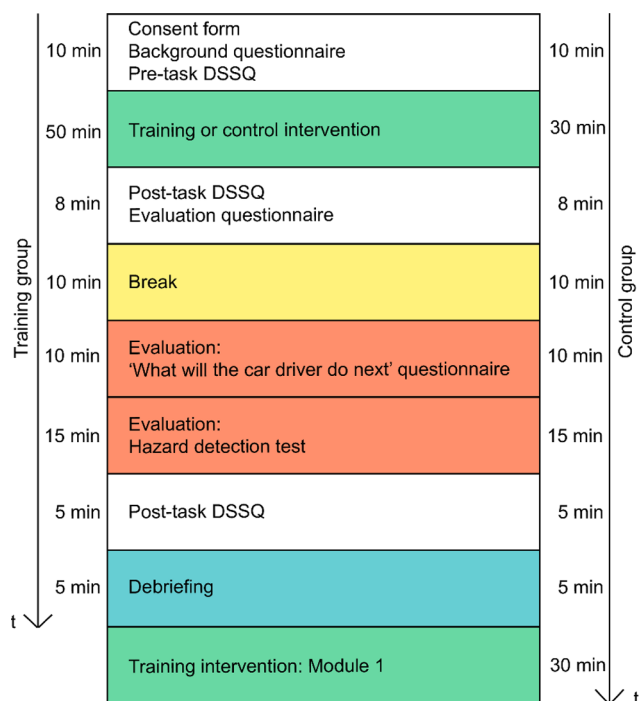 Consent form
10 min Background questionnaire 10 min
Pre-task DSSQ
50 min Training or control intervention 30 min
Post-task DSSQ
8 min 8 min
Evaluation questionnaire
Training group
Control group
10 min Break 10 min
Evaluation:
10 min 10 min
‘What will the car driver do next’ questionnaire
Evaluation:
15 min 15 min
Hazard detection test
5 min Post-task DSSQ 5 min
5 min Debriefing 5 min
t
Training intervention: Module 1 30 min
t